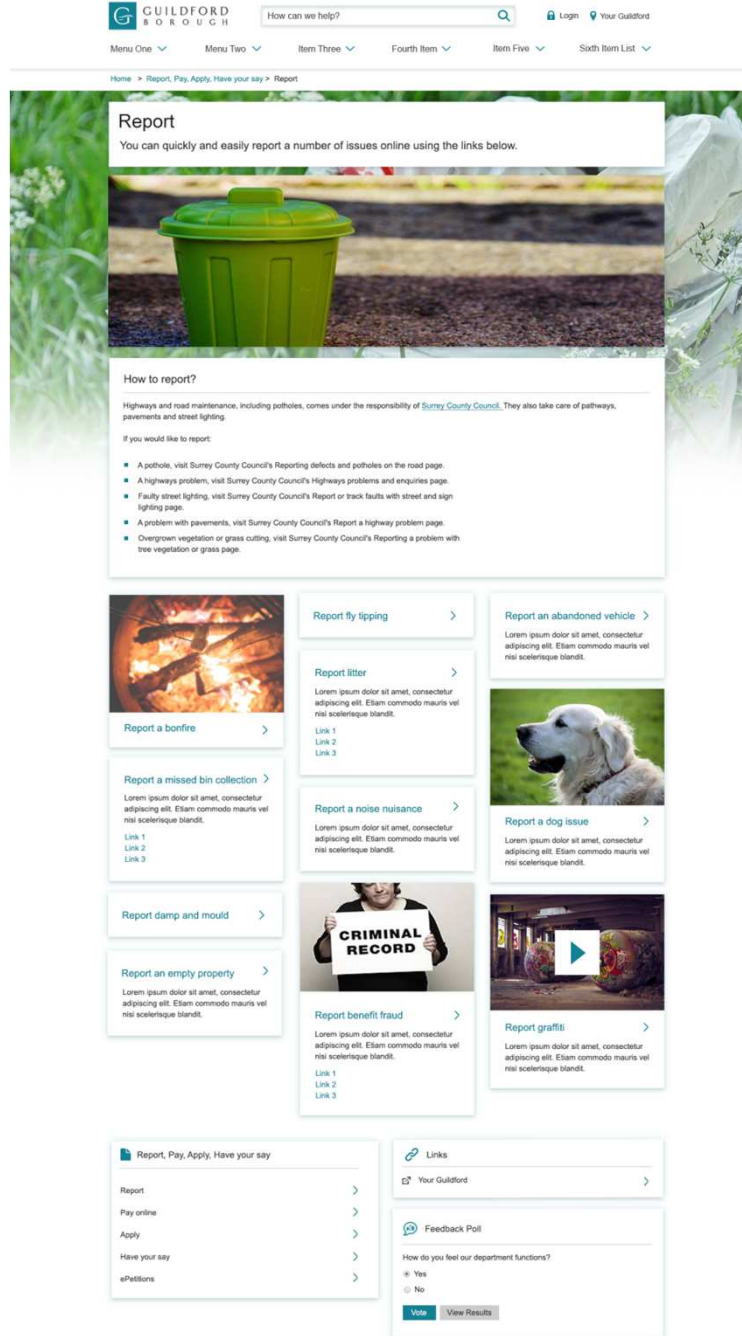 G GUILDFORD
BOROUGH
How can we help?
Login
Your Guildford
Menu One
Menu Two
Item Three
Fourth Item
Item Five
Sixth Item List
Home > Report, Pay, Apply, Have your say > Report
Report
You can quickly and easily report a number of issues online using the links below.
How to report?
Highways and road maintenance, including potholes, comes under the responsibility of Surrey County Council. They also take care of pathways,
pavements and street lighting.
If you would like to report:
A pothole, visit Surrey County Council's Reporting defects and potholes on the road page.
A highways problem, visit Surrey County Council's Highways problems and enquiries page.
Faulty street lighting, visit Surrey County Council's Report or track faults with street and sign
lighting page.
A problem with pavements, visit Surrey County Council's Report a highway problem page.
Overgrown vegetation or grass cutting, visit Surrey County Council's Reporting a problem with
tree vegetation or grass page.
Report a bonfire
Report a missed bin collection
Lorem ipsum dolor sit amet, consectetur
adipiscing elit. Etiam commodo mauris vel
nisi scelerisque blandit.
Link 1
Link 2
Link 3
Report damp and mould
Report an empty property
Lorem ipsum dolor sit amet, consectetur
adipiscing elit. Etiam commodo mauris vel
nisi scelerisque blandit.
Report fly tipping
Report litter
Lorem ipsum dolor sit amet, consectetur
adipiscing elit. Etiam commodo mauris vel
nisi scelerisque blandit.
Link 1
Link 2
Link 3
Report a noise nuisance
Lorem ipsum dolor sit amet, consectetur
adipiscing elit. Etiam commodo mauris vel
nisi scelerisque blandit.
CRIMINAL
RECORD
Report benefit fraud
Lorem ipsum dolor sit amet, consectetur
adipiscing elit. Etiam commodo mauris vel
nisi scelerisque blandit.
Link 1
Link 2
Link 3
Report an abandoned vehicle
Lorem ipsum dolor sit amet, consectetur
adipiscing elit. Etiam commodo mauris vel
nisi scelerisque blandit.
Report a dog issue
Lorem ipsum dolor sit amet, consectetur
adipiscing elit. Etiam commodo mauris vel
nisi scelerisque blandit.
Report graffiti
Lorem ipsum dolor sit amet, consectetur
adipiscing elit. Etiam commodo mauris vel
nisi scelerisque blandit.
Report, Pay, Apply, Have your say
Report
Pay online
Apply
Have your say
ePetitions
Links
Your Guildford
Feedback Poll
How do you feel our department functions?
Yes
No
Vote
View Results